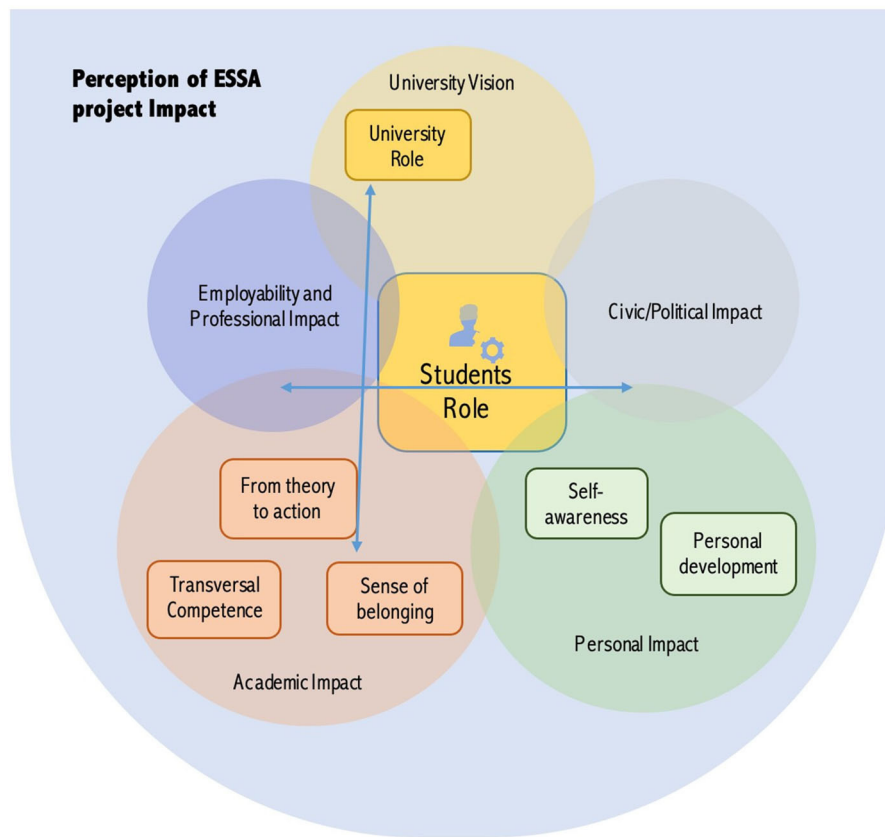 Perception of ESSA
project Impact
University Vision
University
Role
Employability and
Professional Impact
Civic/Political Impact
Students
Role
From theory
to action
Self-
awareness
Personal
development
Transversal
Competence
Sense of
belonging
Personal Impact
Academic Impact